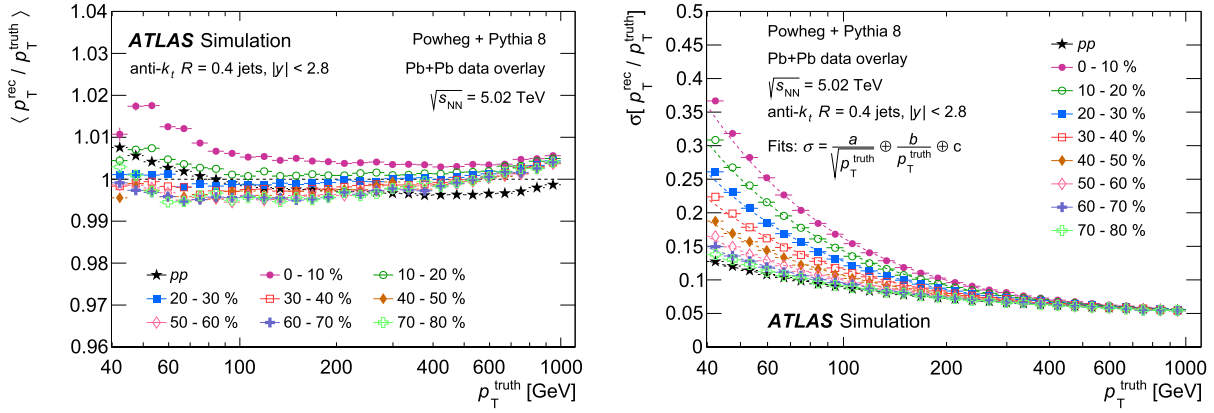 ⟨ p_T^rec / p_T^truth ⟩
1.04
1.03
1.02
1.01
1
0.99
0.98
0.97
0.96
ATLAS Simulation
anti-k_t R = 0.4 jets, |y| < 2.8
Powheg + Pythia 8
Pb+Pb data overlay
√s_NN = 5.02 TeV
pp
0 - 10 %
10 - 20 %
20 - 30 %
30 - 40 %
40 - 50 %
50 - 60 %
60 - 70 %
70 - 80 %
40 60 100 200 400 600 1000
p_T^truth [GeV]
σ[ p_T^rec / p_T^truth ]
0.5
0.45
0.4
0.35
0.3
0.25
0.2
0.15
0.1
0.05
0
Powheg + Pythia 8
Pb+Pb data overlay
√s_NN = 5.02 TeV
anti-k_t R = 0.4 jets, |y| < 2.8
Fits: σ = a/√p_T^truth ⊕ b/p_T^truth ⊕ c
pp
0 - 10 %
10 - 20 %
20 - 30 %
30 - 40 %
40 - 50 %
50 - 60 %
60 - 70 %
70 - 80 %
ATLAS Simulation
40 60 100 200 400 600 1000
p_T^truth [GeV]